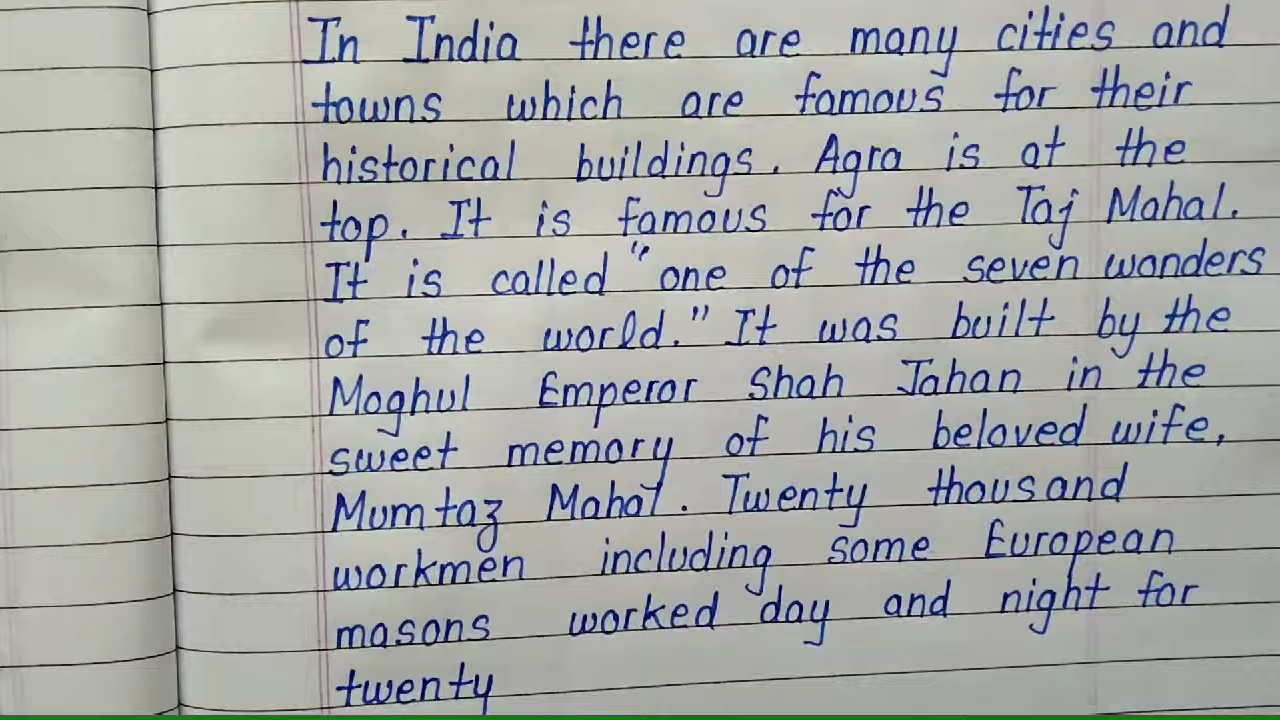 In India there are many cities and
towns which are famous for their
historical buildings. Agra is at the
top. It is famous for the Taj Mahal.
It is called "one of the seven wonders
of the world." It was built by the
Moghul Emperor Shah Jahan in the
sweet memory of his beloved wife,
Mumtaz Mahal. Twenty thousand
workmen including some European
masons worked day and night for
twenty